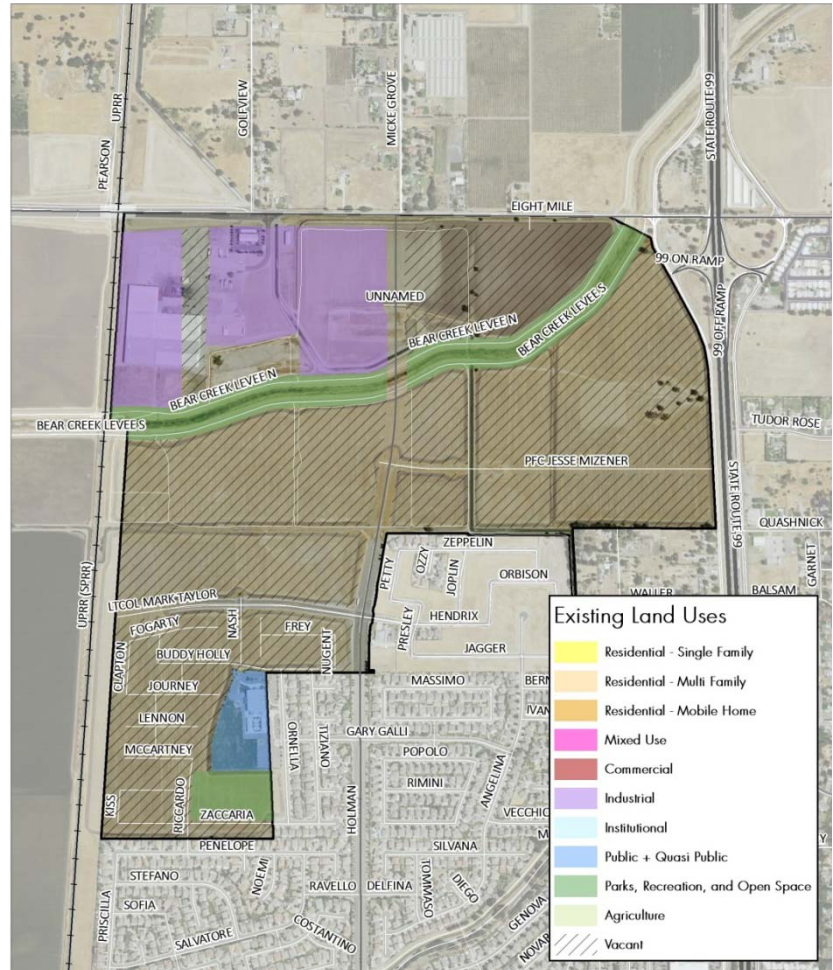 PEARSON
UPRR
GOLFVIEW
MICKE GROVE
STATE ROUTE 99
EIGHT MILE
99 ON RAMP
UNNAMED
99 OFF RAMP
BEAR CREEK LEVEE N
BEAR CREEK LEVEE S
BEAR CREEK LEVEE N
BEAR CREEK LEVEE S
TUDOR ROSE
PFC JESSE MIZENER
STATE ROUTE 99
QUASHNICK
ZEPPELIN
PETTY
OZZY
JOPLIN
ORBISON
GARNET
UPRR (SPRR)
WALLER
BALSAM
LTCOL MARK TAYLOR
NASH
FOGARTY
FREY
PRESLEY
HENDRIX
CLAPTON
BUDDY HOLLY
NUGENT
JAGGER
JOURNEY
MASSIMO
BERN
LENNON
ORNELLA
TIZIANO
GARY GALLI
IVAN
MCCARTNEY
POPOLO
ANGELINA
RIMINI
KISS
RICCARDO
ZACCARIA
HOLMAN
VECCHIO
PENELOPE
SILVANA
STEFANO
NOEMI
RAVELLO
DELFINA
TOMMASO
DIEGO
PRISCILLA
SOFIA
SALVATORE
COSTANTINO
GENOVA
NOVAR
Existing Land Uses
Residential - Single Family
Residential - Multi Family
Residential - Mobile Home
Mixed Use
Commercial
Industrial
Institutional
Public + Quasi Public
Parks, Recreation, and Open Space
Agriculture
Vacant